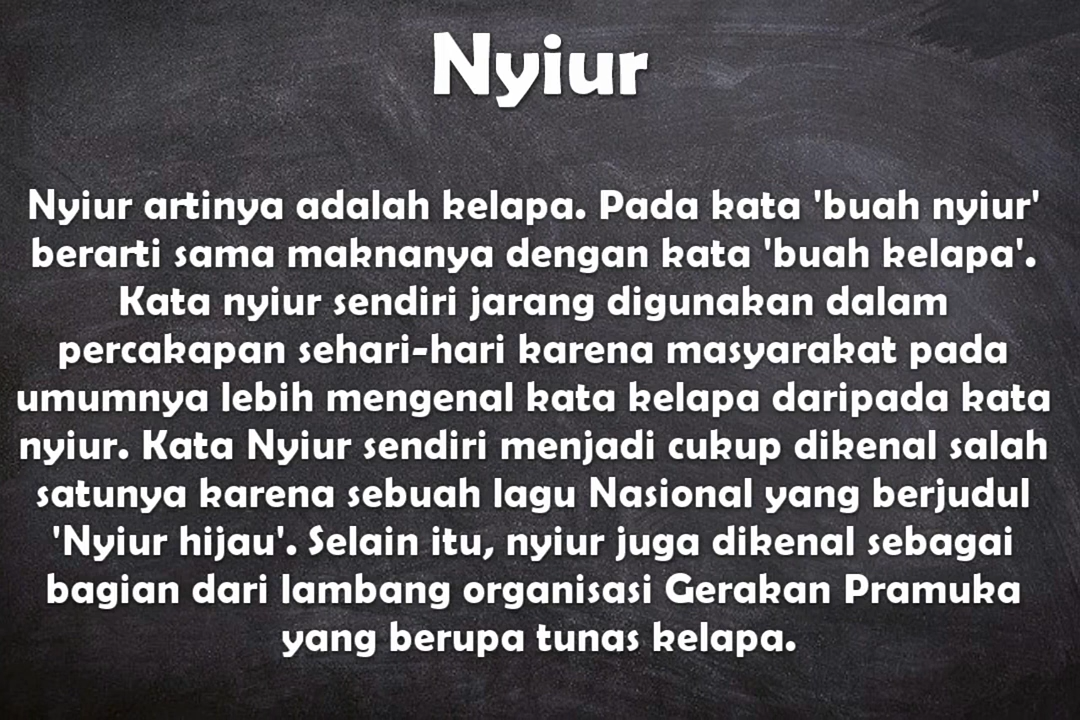 Nyiur
Nyiur artinya adalah kelapa. Pada kata 'buah nyiur'
berarti sama maknanya dengan kata 'buah kelapa'.
Kata nyiur sendiri jarang digunakan dalam
percakapan sehari-hari karena masyarakat pada
umumnya lebih mengenal kata kelapa daripada kata
nyiur. Kata Nyiur sendiri menjadi cukup dikenal salah
satunya karena sebuah lagu Nasional yang berjudul
'Nyiur hijau'. Selain itu, nyiur juga dikenal sebagai
bagian dari lambang organisasi Gerakan Pramuka
yang berupa tunas kelapa.